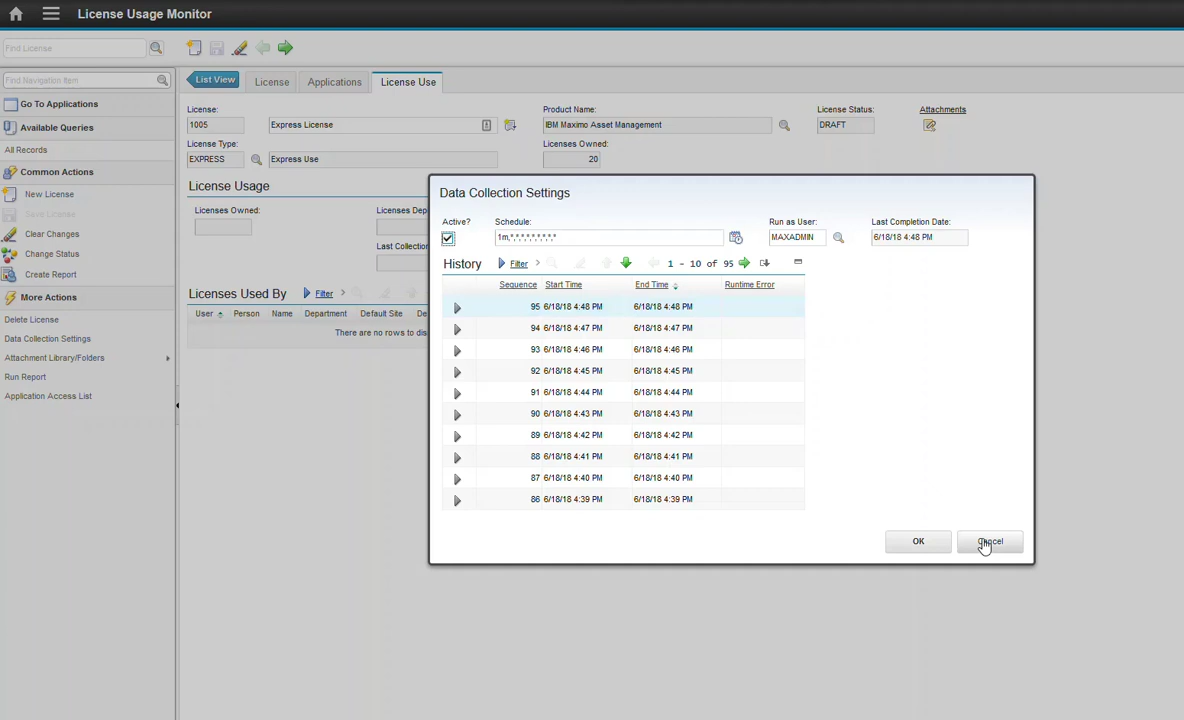 License Usage Monitor
Find License
Find Navigation Item
List View
License
Applications
License Use
Go To Applications
Available Queries
All Records
Common Actions
New License
Save License
Clear Changes
Change Status
Create Report
More Actions
Delete License
Data Collection Settings
Attachment Library/Folders
Run Report
Application Access List
License:
1005
Express License
Product Name:
IBM Maximo Asset Management
License Status:
DRAFT
Attachments
License Type:
EXPRESS
Express Use
Licenses Owned:
20
License Usage
Licenses Owned:
Licenses
Last Collection
Licenses Used By
Filter
User Person Name Department Default Site
There are no rows to
Data Collection Settings
Active?
Schedule:
1m,*,*,*,*,*,*,*,*,*
Run as User:
MAXADMIN
Last Completion Date:
6/18/18 4:48 PM
History
Filter
1 - 10 of 95
Sequence Start Time End Time Runtime Error
95 6/18/18 4:48 PM 6/18/18 4:48 PM
94 6/18/18 4:47 PM 6/18/18 4:47 PM
93 6/18/18 4:46 PM 6/18/18 4:46 PM
92 6/18/18 4:45 PM 6/18/18 4:45 PM
91 6/18/18 4:44 PM 6/18/18 4:44 PM
90 6/18/18 4:43 PM 6/18/18 4:43 PM
89 6/18/18 4:42 PM 6/18/18 4:42 PM
88 6/18/18 4:41 PM 6/18/18 4:41 PM
87 6/18/18 4:40 PM 6/18/18 4:40 PM
86 6/18/18 4:39 PM 6/18/18 4:39 PM
OK
Cancel